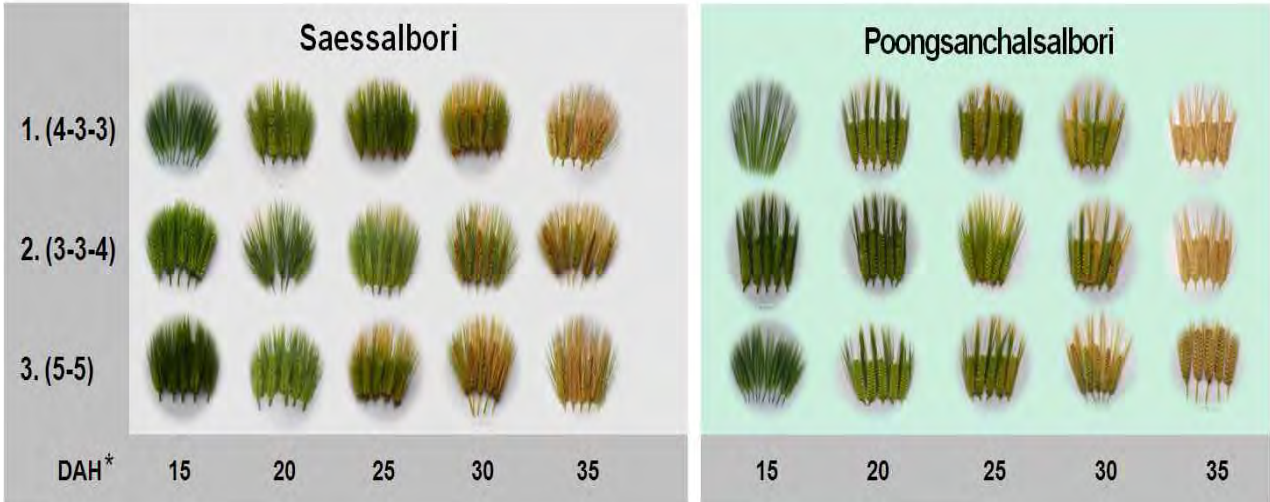 Saessalbori
Poongsanchalsalbori
1. (4-3-3)
2. (3-3-4)
3. (5-5)
DAH* 15 20 25 30 35 15 20 25 30 35